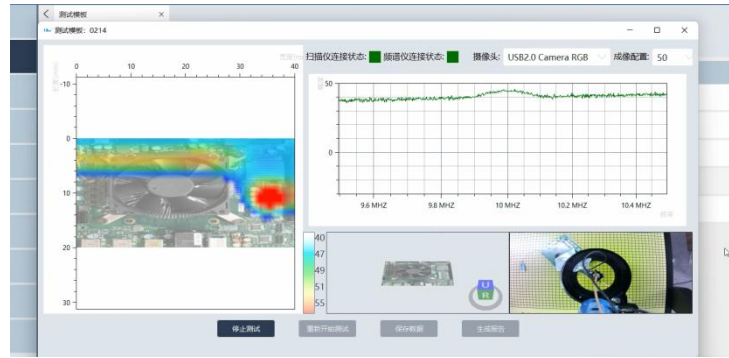 测试模板
测试模板: 0214
扫描仪连接状态: 频谱仪连接状态: 摄像头: USB2.0 Camera RGB 成像配置: 50
0 10 20 30 40
-10
0
10
20
30
50
0
9.6 MHZ 9.8 MHZ 10 MHZ 10.2 MHZ 10.4 MHZ
频率
40
47
49
51
55
U
R
停止测试 重新开始测试 保存数据 生成报告